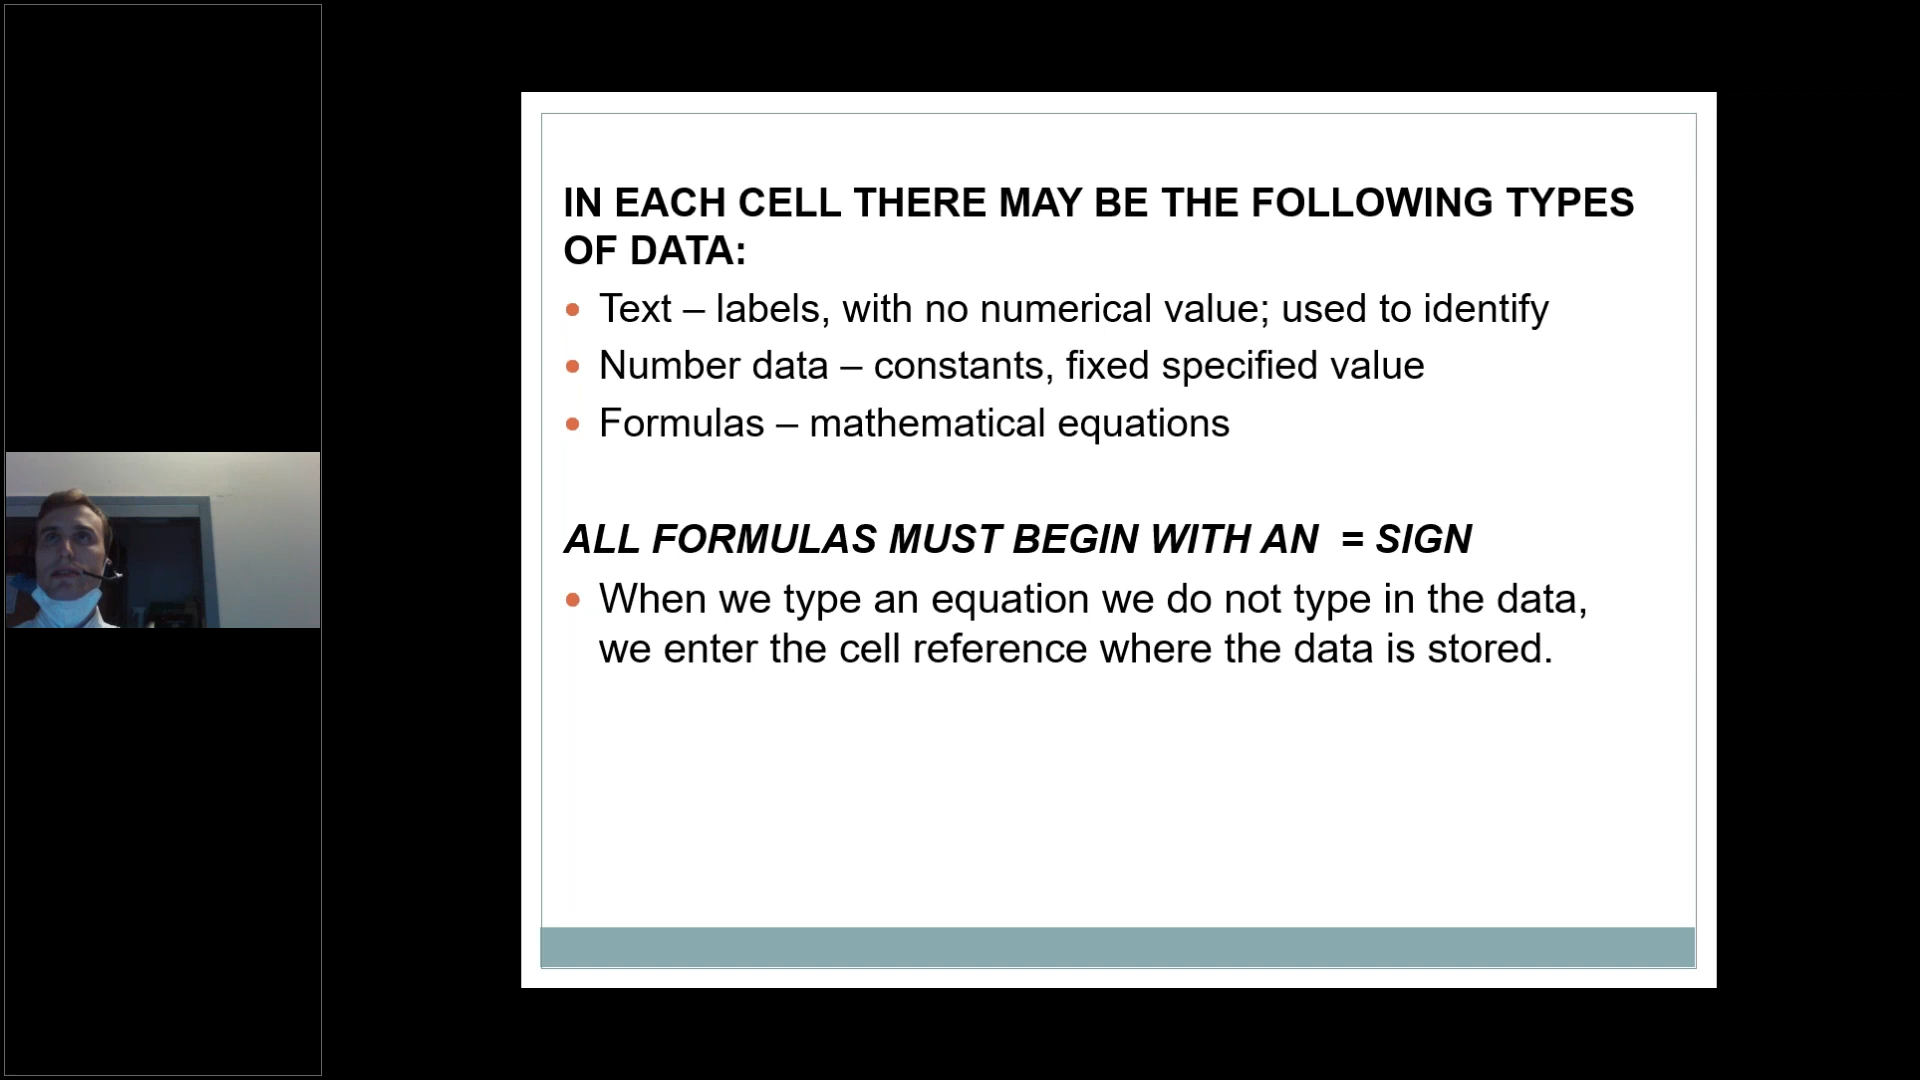 IN EACH CELL THERE MAY BE THE FOLLOWING TYPES
OF DATA:
• Text – labels, with no numerical value; used to identify
• Number data – constants, fixed specified value
• Formulas – mathematical equations
ALL FORMULAS MUST BEGIN WITH AN = SIGN
• When we type an equation we do not type in the data,
we enter the cell reference where the data is stored.